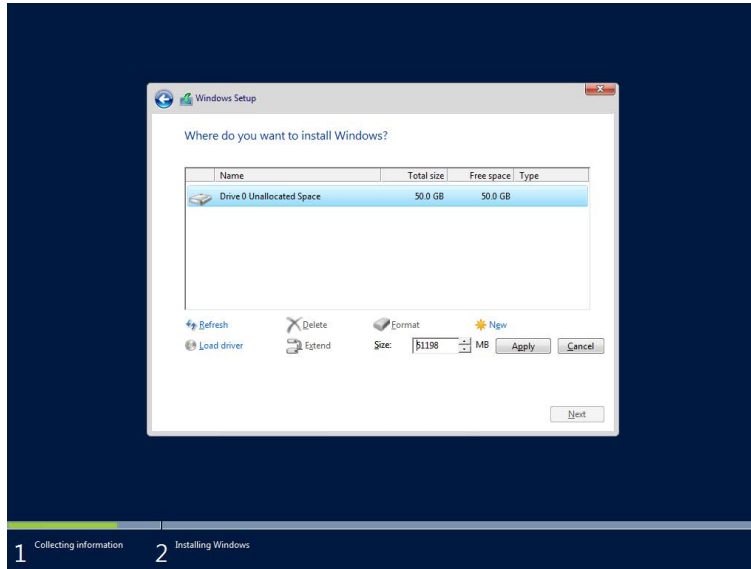 Windows Setup
Where do you want to install Windows?
Name Total size Free space Type
Drive 0 Unallocated Space 50.0 GB 50.0 GB
Refresh Delete Format New
Load driver Extend Size: 51198 MB Apply Cancel
Next
1 Collecting information 2 Installing Windows